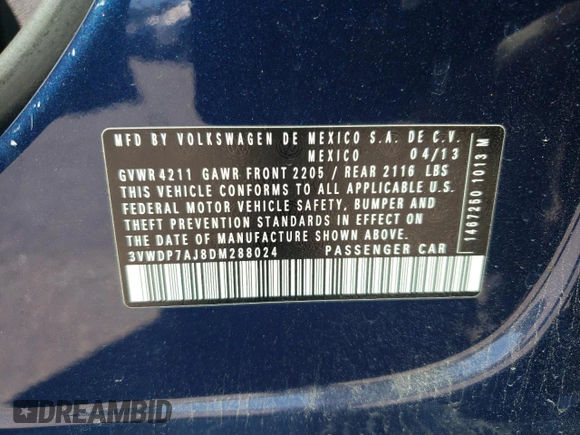 MFD BY VOLKSWAGEN DE MEXICO S.A. DE C.V.
MEXICO 04/13
GVWR 4211 GAWR FRONT 2205 / REAR 2116 LBS
THIS VEHICLE CONFORMS TO ALL APPLICABLE U.S.
FEDERAL MOTOR VEHICLE SAFETY, BUMPER AND
THEFT PREVENTION STANDARDS IN EFFECT ON
THE DATE OF MANUFACTURE SHOWN ABOVE.
3VWDP7AJ8DM288024 PASSENGER CAR
1467260 1013 M
DREAMBID